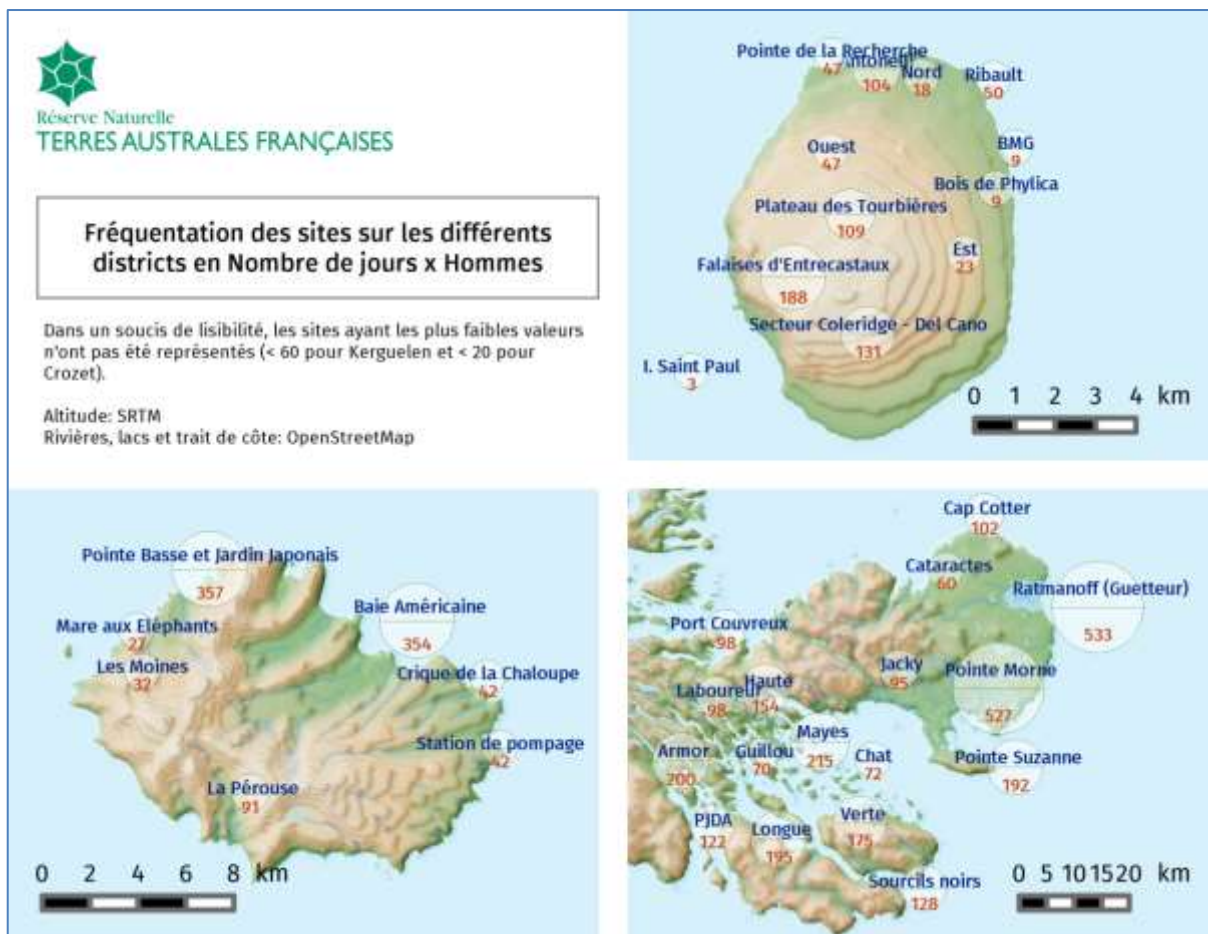 Réserve Naturelle
TERRES AUSTRALES FRANÇAISES
Fréquentation des sites sur les différents
districts en Nombre de jours x Hommes
Dans un soucis de lisibilité, les sites ayant les plus faibles valeurs
n'ont pas été représentés (< 60 pour Kerguelen et < 20 pour
Crozet).
Altitude: SRTM
Rivières, lacs et trait de côte: OpenStreetMap
Pointe de la Recherche
47
104
Nord
18
Ribault
50
Ouest
47
BMG
9
Bois de Phylica
9
Plateau des Tourbières
109
Est
23
Falaises d'Entrecastaux
188
Secteur Coleridge - Del Cano
131
I. Saint Paul
3
0 1 2 3 4 km
Pointe Basse et Jardin Japonais
357
Baie Américaine
354
Mare aux Eléphants
27
Les Moines
32
Crique de la Chaloupe
42
Station de pompage
42
La Pérouse
91
0 2 4 6 8 km
Cap Cotter
102
Cataractes
60
Ratmanoff (Guetteur)
533
Port Couvreux
98
Jacky
95
Pointe Morne
527
Haute
154
Laboureur
98
Mayes
215
Armor
200
Guillou
70
Chat
72
Pointe Suzanne
192
PJDA
122
Longue
195
Verte
175
Sourcils noirs
128
0 5 10 15 20 km